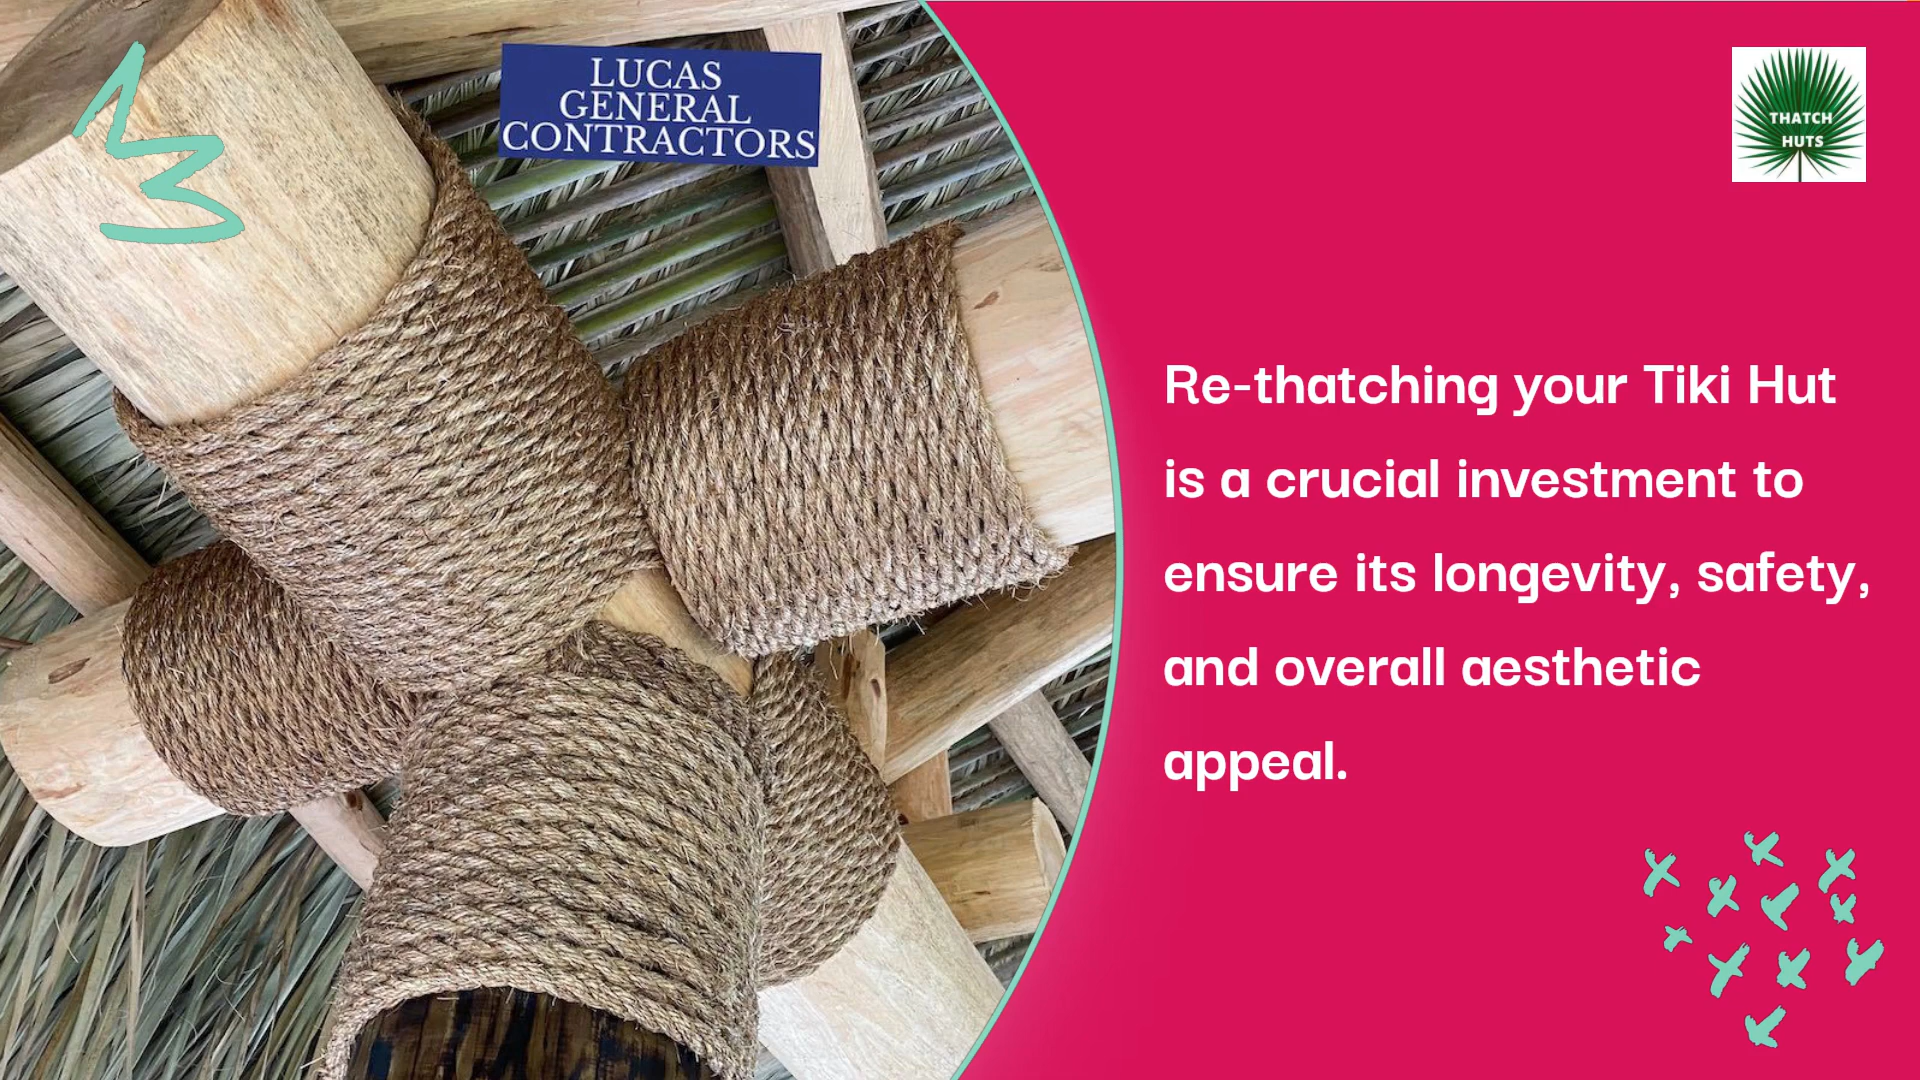 LUCAS
GENERAL
CONTRACTORS
THATCH
HUTS
Re-thatching your Tiki Hut
is a crucial investment to
ensure its longevity, safety,
and overall aesthetic
appeal.